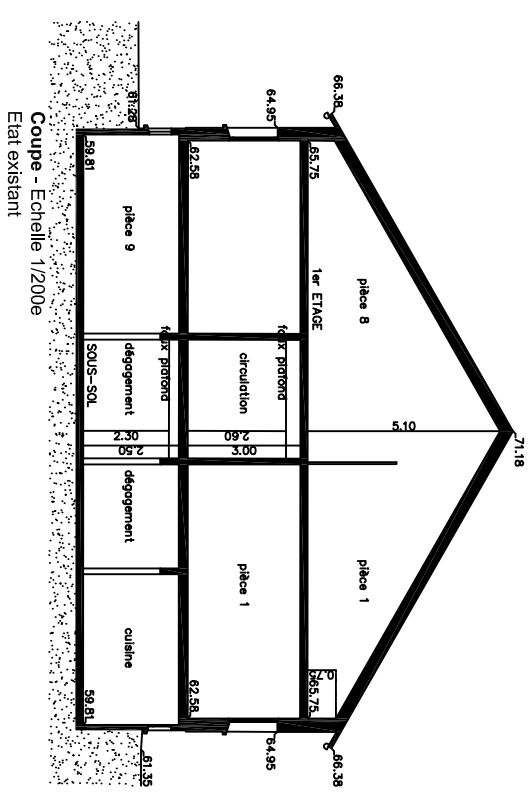 71.18
66.38
66.38
5.10
pièce 8
pièce 1
64.95
65.75
1er ETAGE
0.75
65.75
64.95
faux plafond
circulation
2.60
3.00
pièce 1
62.58
62.58
61.28
61.35
faux plafond
pièce 9
dégagement
2.30
2.50
dégagement
cuisine
59.81
SOUS-SOL
59.81
Coupe - Echelle 1/200e
Etat existant